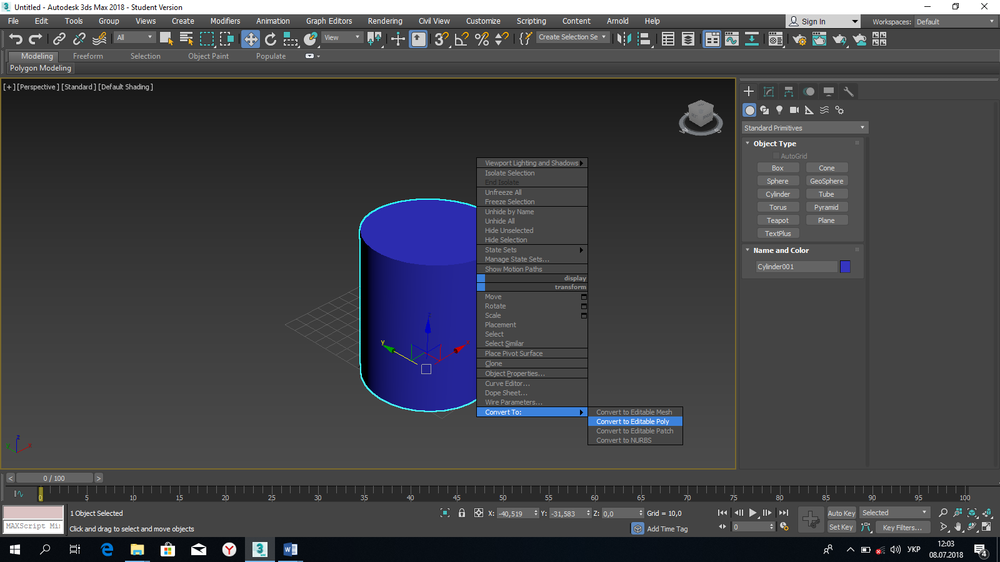 Untitled - Autodesk 3ds Max 2018 - Student Version
File Edit Tools Group Views Create Modifiers Animation Graph Editors Rendering Civil View Customize Scripting Content Arnold Help
Sign In
Workspaces: Default
All
View
Create Selection Se
Modeling Freeform Selection Object Paint Populate
Polygon Modeling
[+] [Perspective] [Standard] [Default Shading]
Viewport Lighting and Shadows
Isolate Selection
End Isolate
Unfreeze All
Freeze Selection
Unhide by Name
Unhide All
Hide Unselected
Hide Selection
State Sets
Manage State Sets...
Show Motion Paths
display
transform
Move
Rotate
Scale
Placement
Select
Select Similar
Place Pivot Surface
Clone
Object Properties...
Curve Editor...
Dope Sheet...
Wire Parameters...
Convert To:
Convert to Editable Mesh
Convert to Editable Poly
Convert to Editable Patch
Convert to NURBS
z
y
x
z
y
x
Standard Primitives
Object Type
AutoGrid
Box Cone
Sphere GeoSphere
Cylinder Tube
Torus Pyramid
Teapot Plane
TextPlus
Name and Color
Cylinder001
< 0 / 100 >
0 5 10 15 20 25 30 35 40 45 50 55 60 65 70 75 80 85 90 95 100
1 Object Selected
X: -40,519 Y: -31,583 Z: 0,0 Grid = 10,0
Auto Key Selected
MAXScript Mi
Click and drag to select and move objects
Add Time Tag
0
Set Key Key Filters...
УКР
12:03
08.07.2018
4